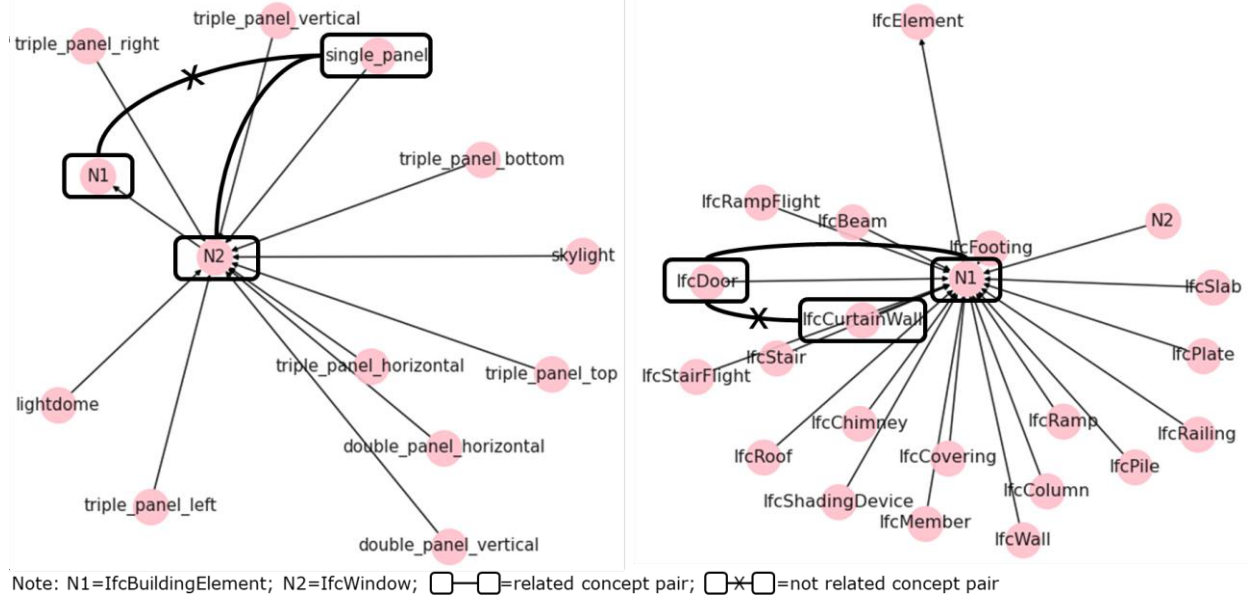 triple_panel_vertical
triple_panel_right
single_panel
triple_panel_bottom
N1
N2
skylight
triple_panel_horizontal
triple_panel_top
lightdome
double_panel_horizontal
triple_panel_left
double_panel_vertical
IfcElement
IfcRampFlight
IfcBeam
N2
IfcFooting
IfcDoor
N1
IfcSlab
IfcCurtainWall
IfcStair
IfcPlate
IfcStairFlight
IfcChimney
IfcRamp
IfcRailing
IfcRoof
IfcCovering
IfcPile
IfcShadingDevice
IfcColumn
IfcMember
IfcWall
Note: N1=IfcBuildingElement; N2=IfcWindow; =related concept pair; =not related concept pair